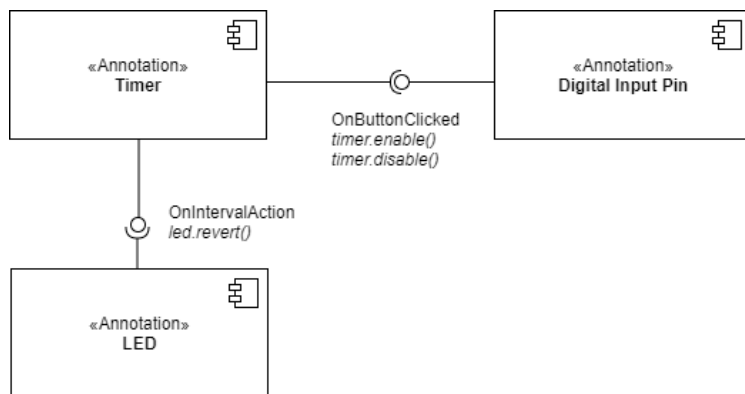 «Annotation»
Timer
«Annotation»
Digital Input Pin
OnButtonClicked
timer.enable()
timer.disable()
OnIntervalAction
led.revert()
«Annotation»
LED